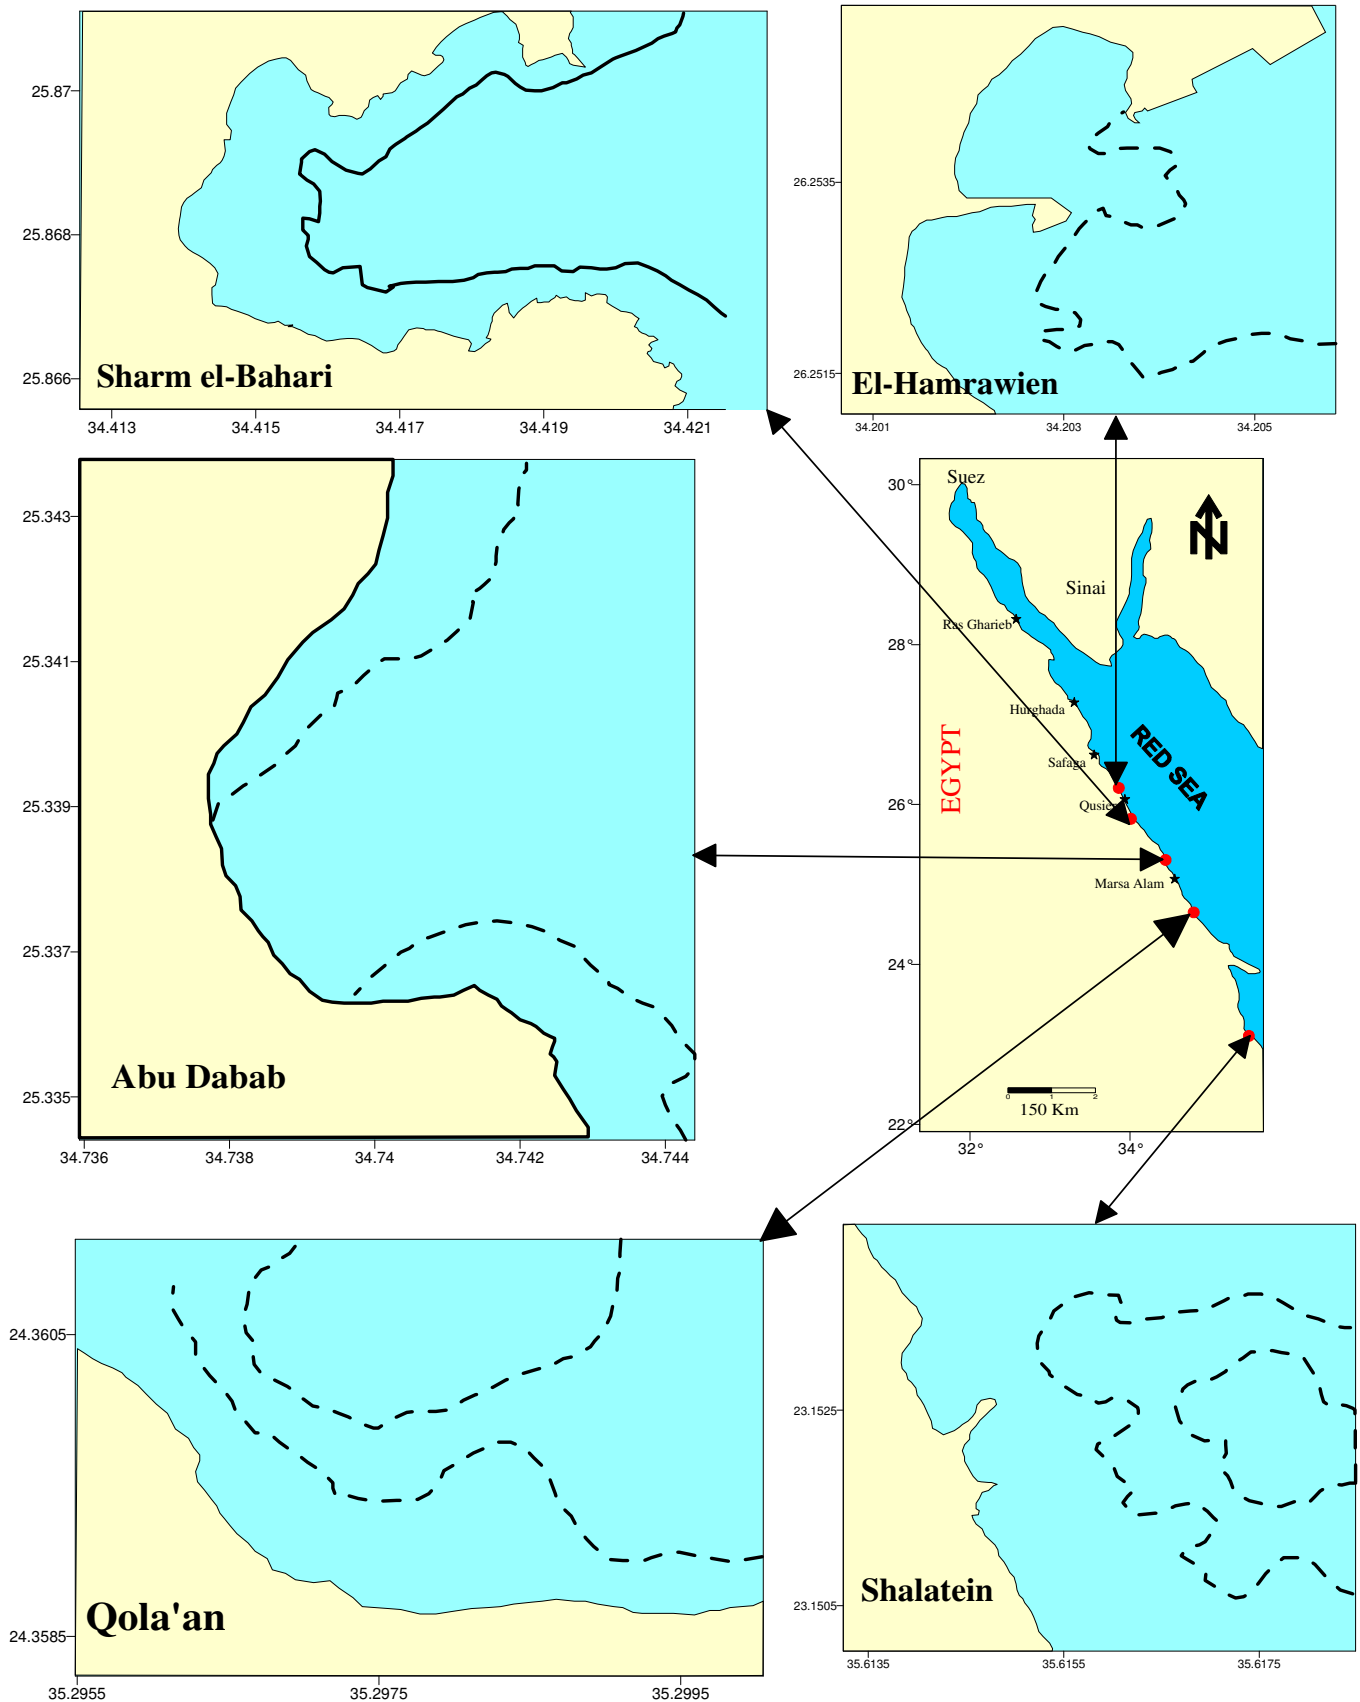 25.87
25.868
25.866
Sharm el-Bahari
34.413 34.415 34.417 34.419 34.421
26.2535
26.2515
El-Hamrawien
34.201 34.203 34.205
25.343
25.341
25.339
25.337
25.335
Abu Dabab
34.736 34.738 34.74 34.742 34.744
30°
28°
26°
24°
22°
Suez
N
Sinai
Ras Gharieb
Hurghada
EGYPT
RED SEA
Safaga
Qusier
Marsa Alam
0 1 2
150 Km
32° 34°
24.3605
24.3585
Qola'an
35.2955 35.2975 35.2995
23.1525
23.1505
Shalatein
35.6135 35.6155 35.6175